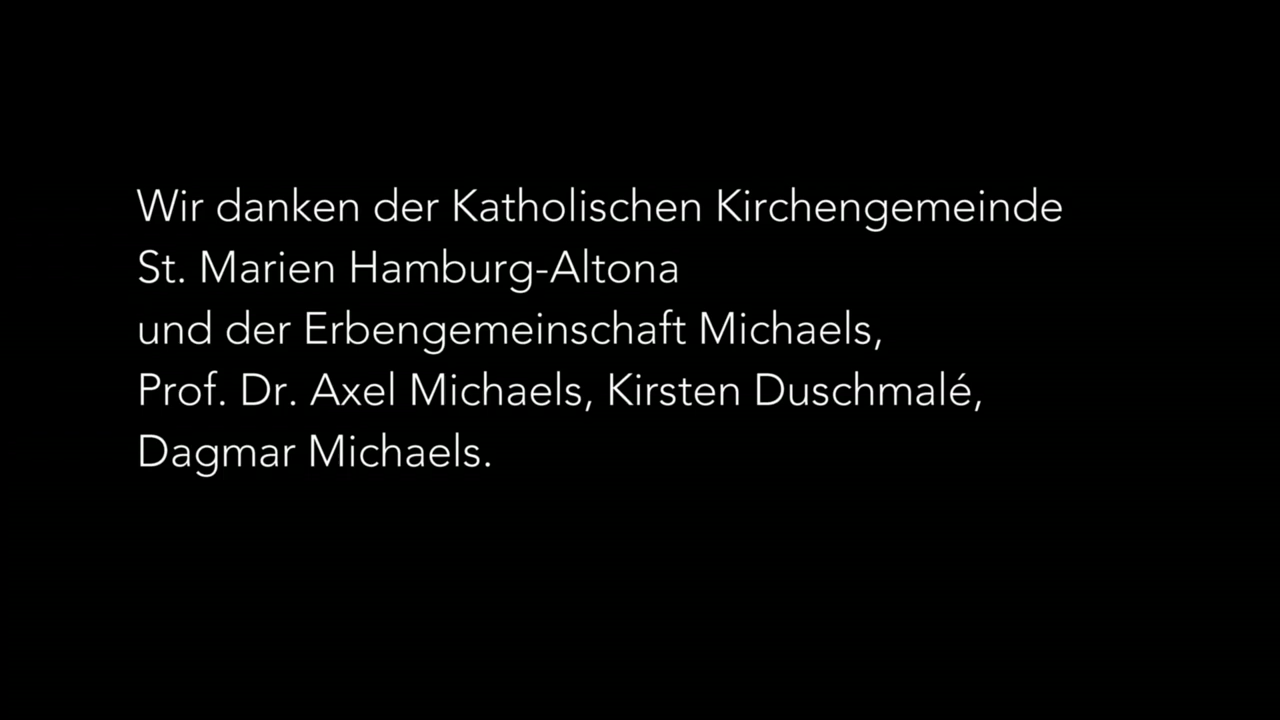 Wir danken der Katholischen Kirchengemeinde
St. Marien Hamburg-Altona
und der Erbengemeinschaft Michaels,
Prof. Dr. Axel Michaels, Kirsten Duschmalé,
Dagmar Michaels.